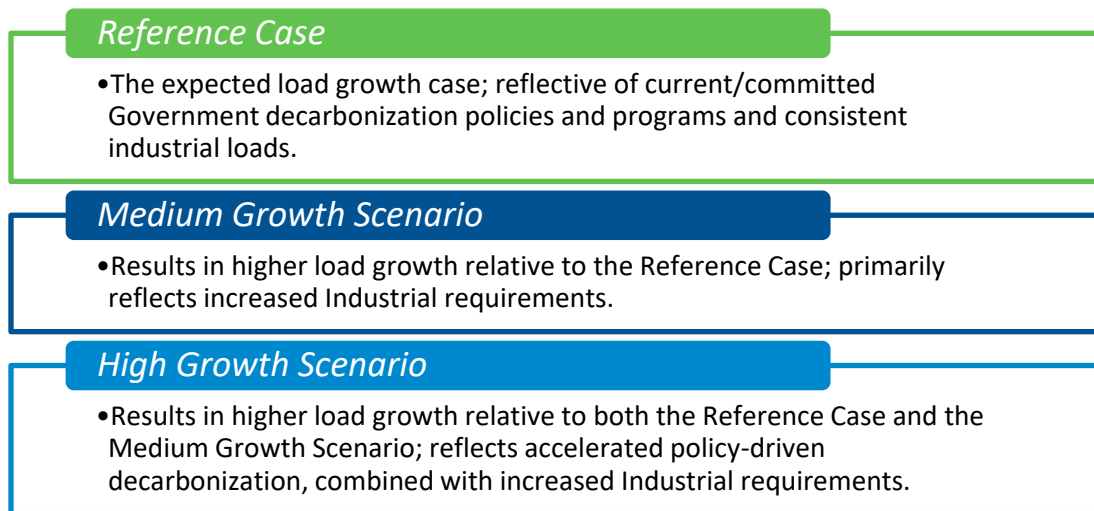 Reference Case
•The expected load growth case; reflective of current/committed
Government decarbonization policies and programs and consistent
industrial loads.
Medium Growth Scenario
•Results in higher load growth relative to the Reference Case; primarily
reflects increased Industrial requirements.
High Growth Scenario
•Results in higher load growth relative to both the Reference Case and the
Medium Growth Scenario; reflects accelerated policy-driven
decarbonization, combined with increased Industrial requirements.